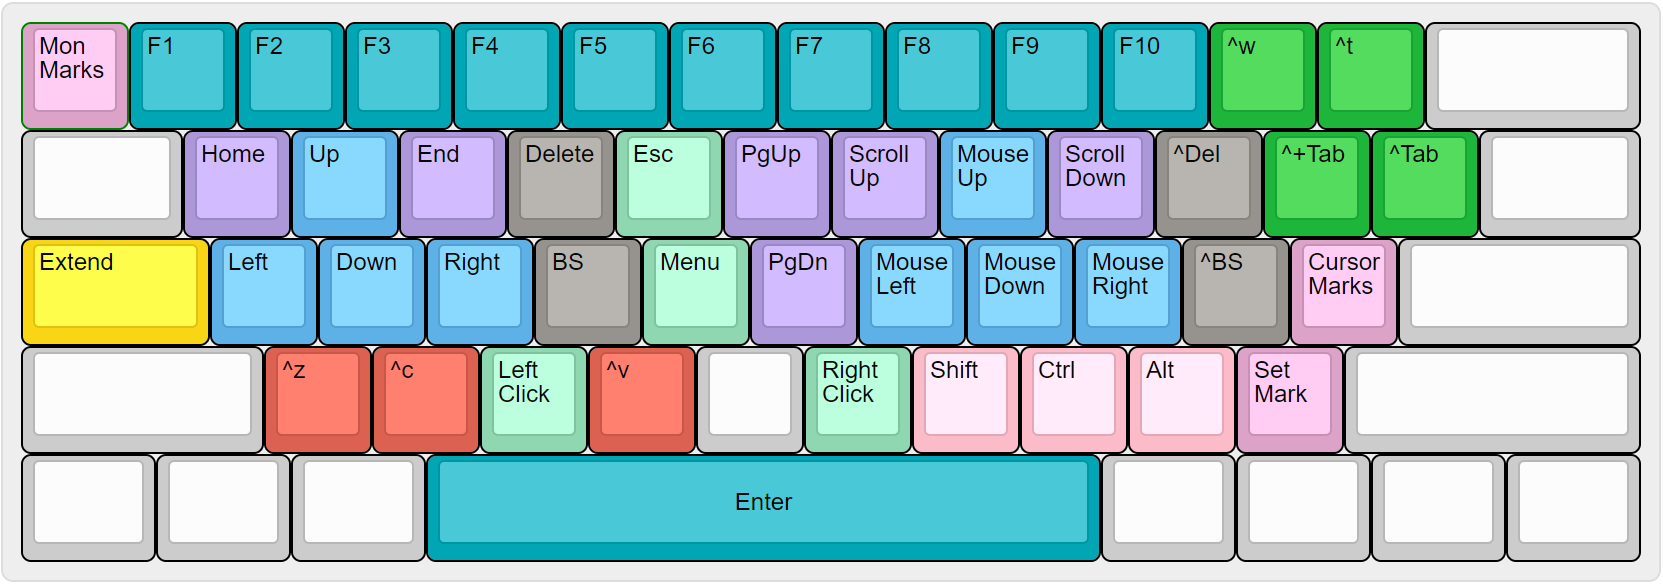 Mon
Marks
F1
F2
F3
F4
F5
F6
F7
F8
F9
F10
^w
^t
Home
Up
End
Delete
Esc
PgUp
Scroll
Up
Mouse
Up
Scroll
Down
^Del
^+Tab
^Tab
Extend
Left
Down
Right
BS
Menu
PgDn
Mouse
Left
Mouse
Down
Mouse
Right
^BS
Cursor
Marks
^z
^c
Left
Click
^v
Right
Click
Shift
Ctrl
Alt
Set
Mark
Enter